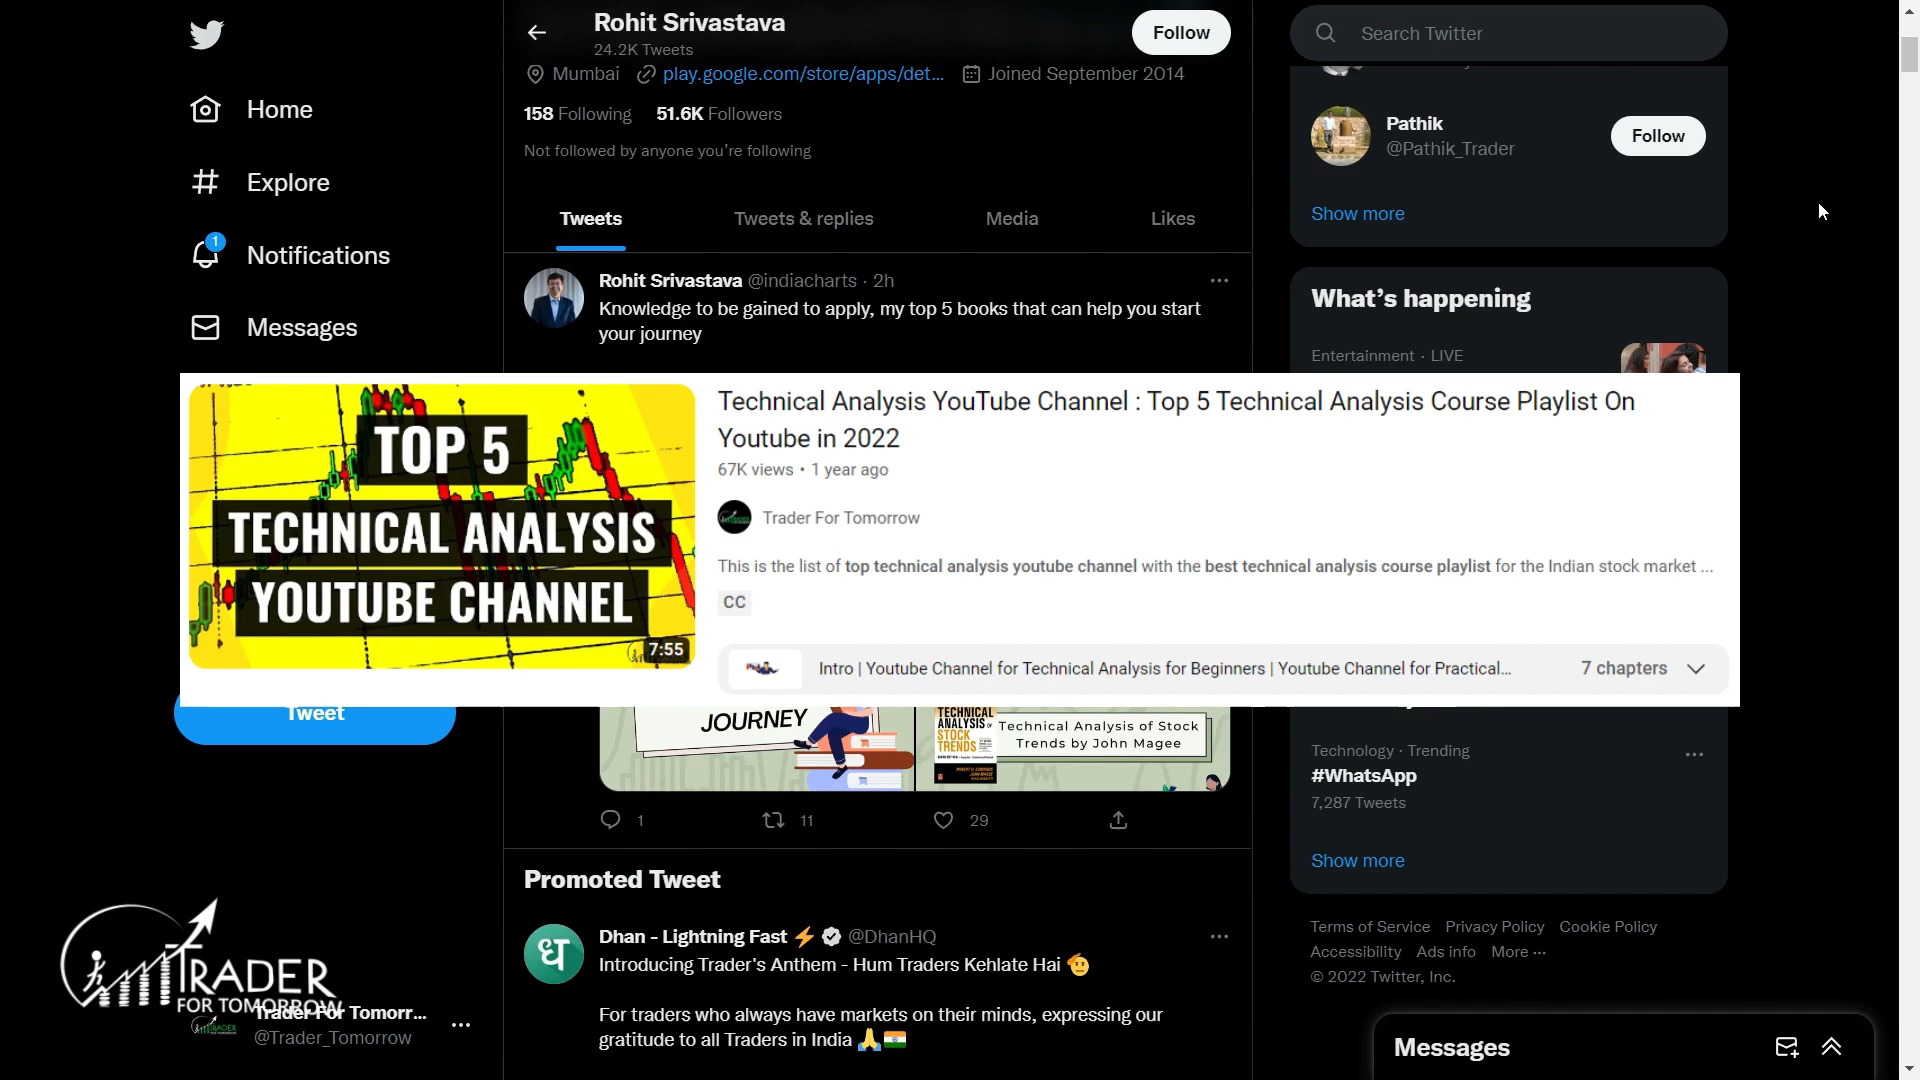 Home
Explore
1
Notifications
Messages
Tweet
TRADER
FOR TOMORROW
Trader For Tomorr...
@Trader_Tomorrow
Rohit Srivastava
24.2K Tweets
Follow
Mumbai play.google.com/store/apps/det... Joined September 2014
158 Following 51.6K Followers
Not followed by anyone you're following
Tweets Tweets & replies Media Likes
Rohit Srivastava @indiacharts · 2h
Knowledge to be gained to apply, my top 5 books that can help you start
your journey
TOP 5
TECHNICAL ANALYSIS
YOUTUBE CHANNEL
7:55
Technical Analysis YouTube Channel : Top 5 Technical Analysis Course Playlist On
Youtube in 2022
67K views • 1 year ago
Trader For Tomorrow
This is the list of top technical analysis youtube channel with the best technical analysis course playlist for the Indian stock market ...
CC
Intro | Youtube Channel for Technical Analysis for Beginners | Youtube Channel for Practical... 7 chapters
JOURNEY
TECHNICAL
ANALYSIS OF
STOCK
TRENDS
Technical Analysis of Stock
Trends by John Magee
1 11 29
Promoted Tweet
Dhan - Lightning Fast ⚡ @DhanHQ
ध
Introducing Trader's Anthem - Hum Traders Kehlate Hai 🫡
For traders who always have markets on their minds, expressing our
gratitude to all Traders in India 🙏🇮🇳
Search Twitter
Pathik
@Pathik_Trader
Follow
Show more
What's happening
Entertainment · LIVE
Technology · Trending
#WhatsApp
7,287 Tweets
Show more
Terms of Service Privacy Policy Cookie Policy
Accessibility Ads info More ···
© 2022 Twitter, Inc.
Messages